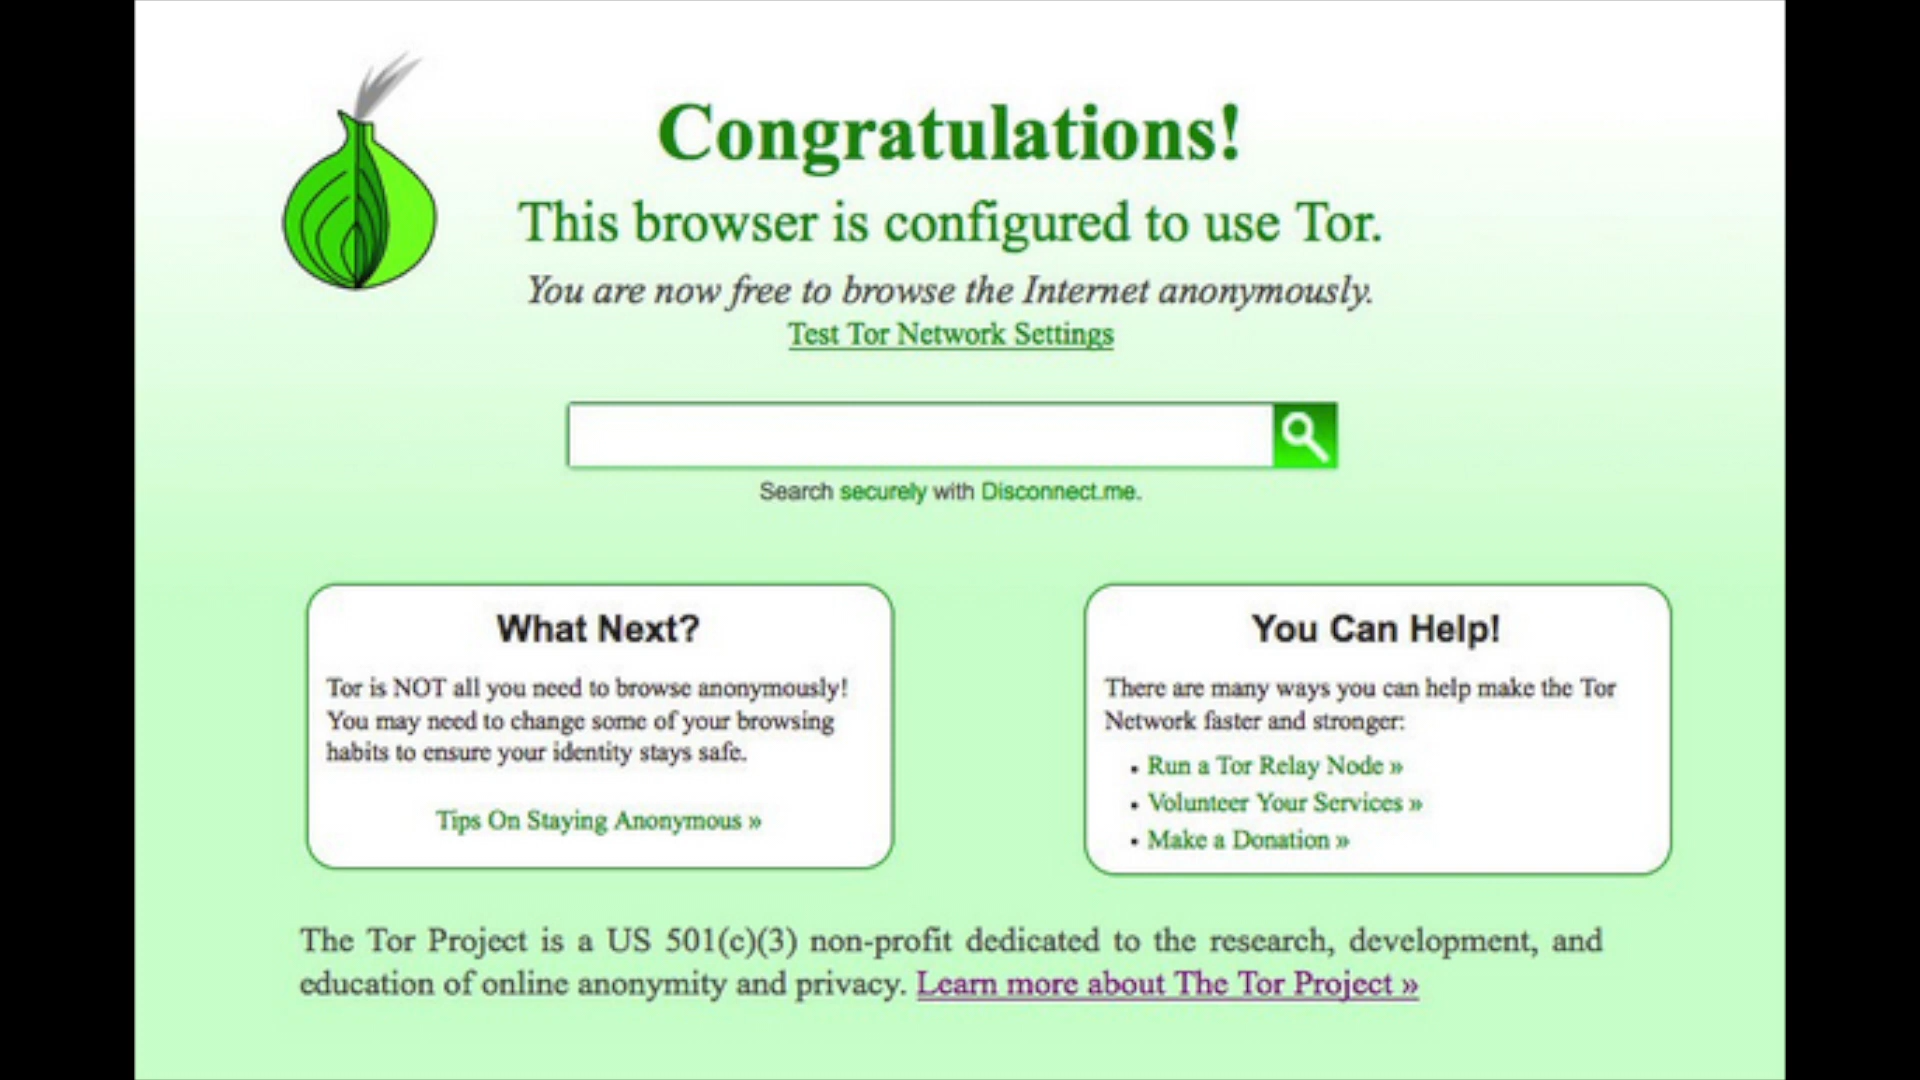 Congratulations!
This browser is configured to use Tor.
You are now free to browse the Internet anonymously.
Test Tor Network Settings
Search securely with Disconnect.me.
What Next?
Tor is NOT all you need to browse anonymously!
You may need to change some of your browsing
habits to ensure your identity stays safe.
Tips On Staying Anonymous »
You Can Help!
There are many ways you can help make the Tor
Network faster and stronger:
• Run a Tor Relay Node »
• Volunteer Your Services »
• Make a Donation »
The Tor Project is a US 501(c)(3) non-profit dedicated to the research, development, and
education of online anonymity and privacy. Learn more about The Tor Project »